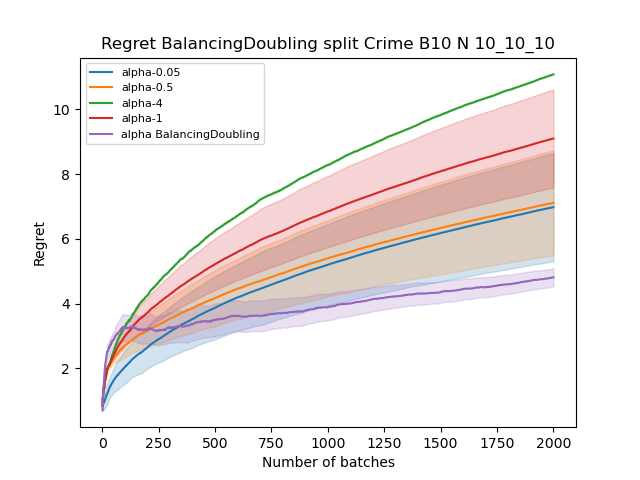 Regret BalancingDoubling split Crime B10 N 10_10_10
alpha-0.05
alpha-0.5
alpha-4
alpha-1
alpha BalancingDoubling
10
8
6
4
2
Regret
0 250 500 750 1000 1250 1500 1750 2000
Number of batches